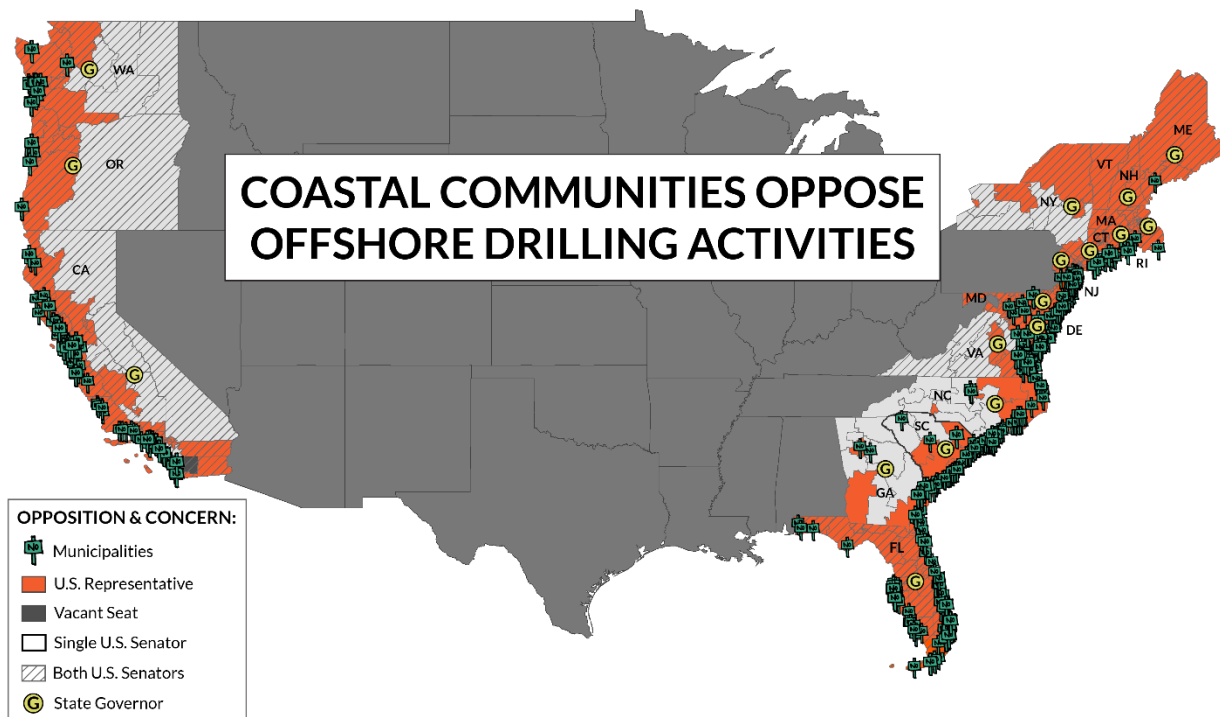 COASTAL COMMUNITIES OPPOSE
OFFSHORE DRILLING ACTIVITIES
WA
OR
CA
ME
VT
NH
NY
MA
CT
RI
NJ
MD
DE
VA
NC
SC
GA
FL
OPPOSITION & CONCERN:
No Municipalities
U.S. Representative
Vacant Seat
Single U.S. Senator
Both U.S. Senators
G State Governor